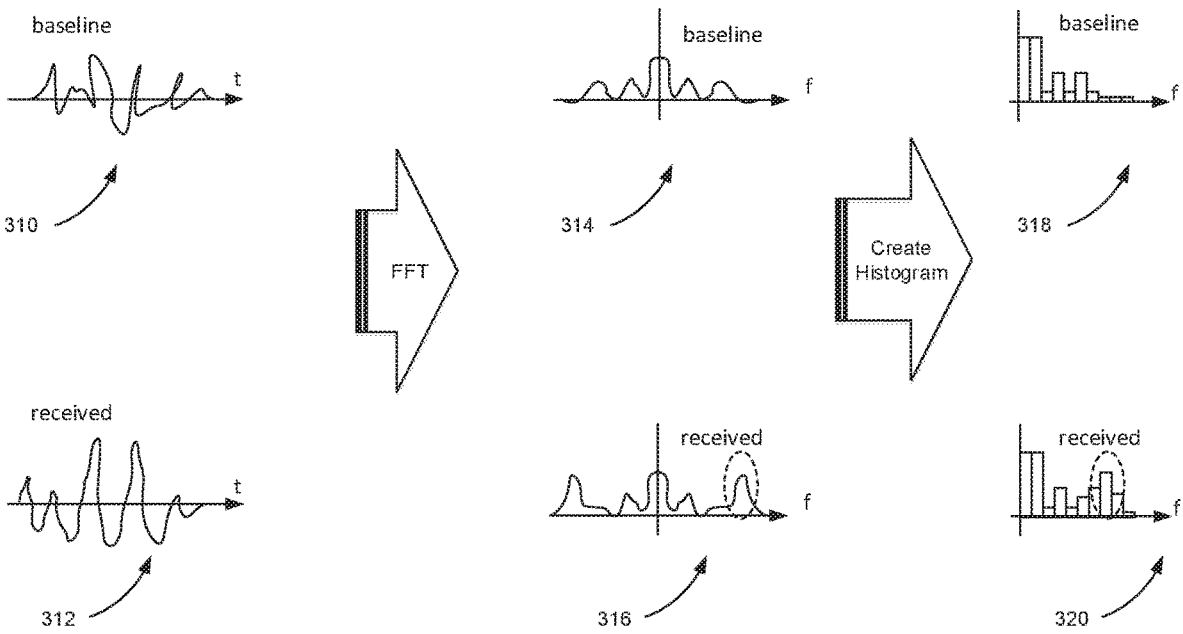 baseline
t
310
FFT
baseline
f
314
Create
Histogram
baseline
f
318
received
t
312
received
f
316
received
f
320